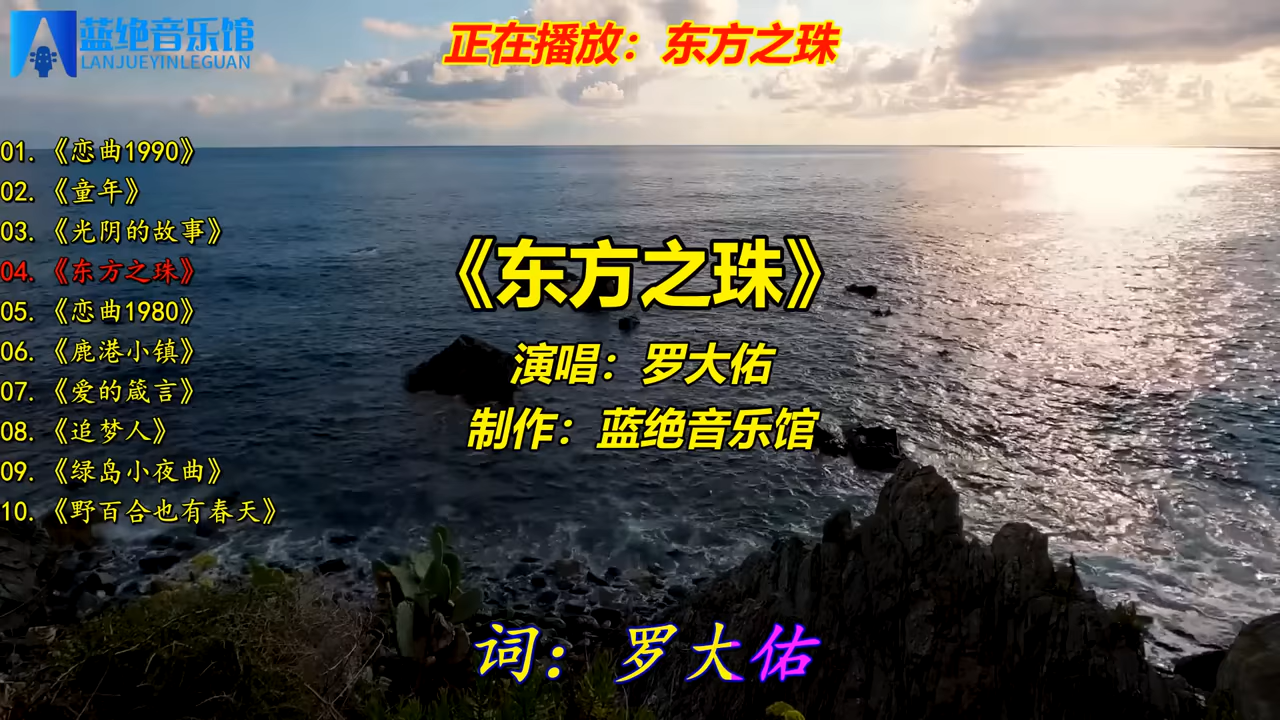 蓝绝音乐馆
LANJUEYINLEGUAN
正在播放：东方之珠
01.《恋曲1990》
02.《童年》
03.《光阴的故事》
04.《东方之珠》
05.《恋曲1980》
06.《鹿港小镇》
07.《爱的箴言》
08.《追梦人》
09.《绿岛小夜曲》
10.《野百合也有春天》
《东方之珠》
演唱：罗大佑
制作：蓝绝音乐馆
词：罗大佑